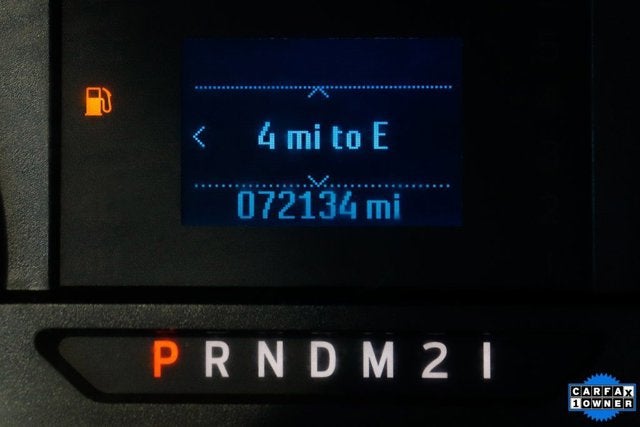 4 mi to E
072134 mi
P R N D M 2 1
CARFAX
1 OWNER